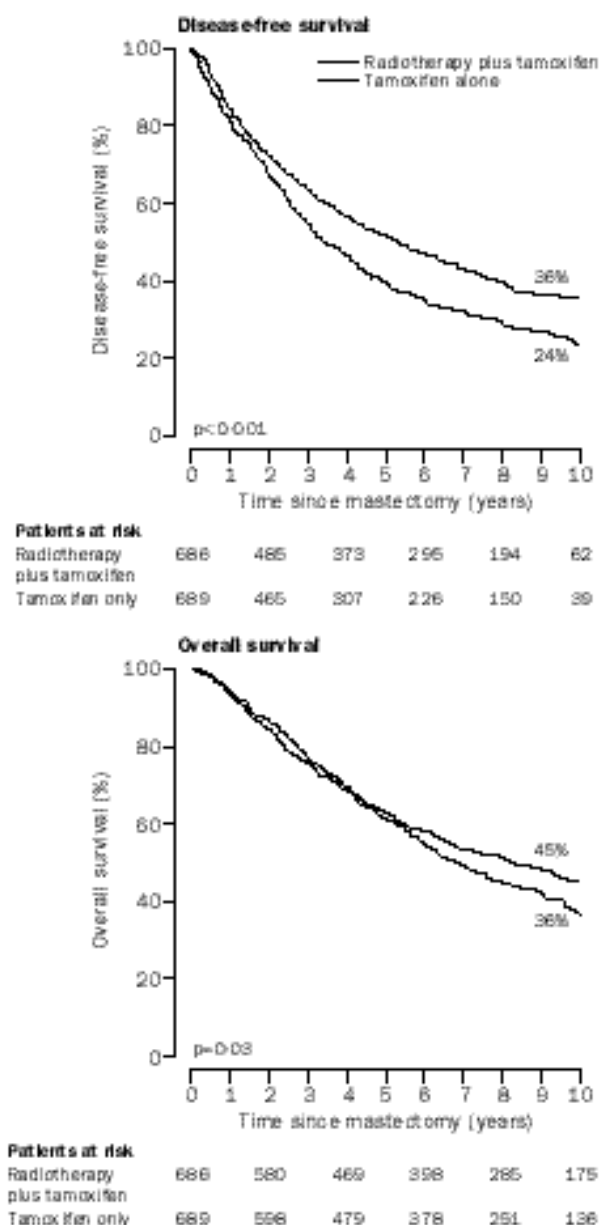 Disease-free survival
Radiotherapy plus tamoxifen
Tamoxifen alone
Disease-free survival (%)
100
80
60
40
20
0
36%
24%
p<0·001
0 1 2 3 4 5 6 7 8 9 10
Time since mastectomy (years)
Patients at risk
Radiotherapy
plus tamoxifen
686 485 373 295 194 62
Tamoxifen only 689 465 307 226 150 39
Overall survival
Overall survival (%)
100
80
60
40
20
0
45%
36%
p=0·03
0 1 2 3 4 5 6 7 8 9 10
Time since mastectomy (years)
Patients at risk
Radiotherapy
plus tamoxifen
686 580 469 398 285 175
Tamoxifen only 689 598 479 378 251 136